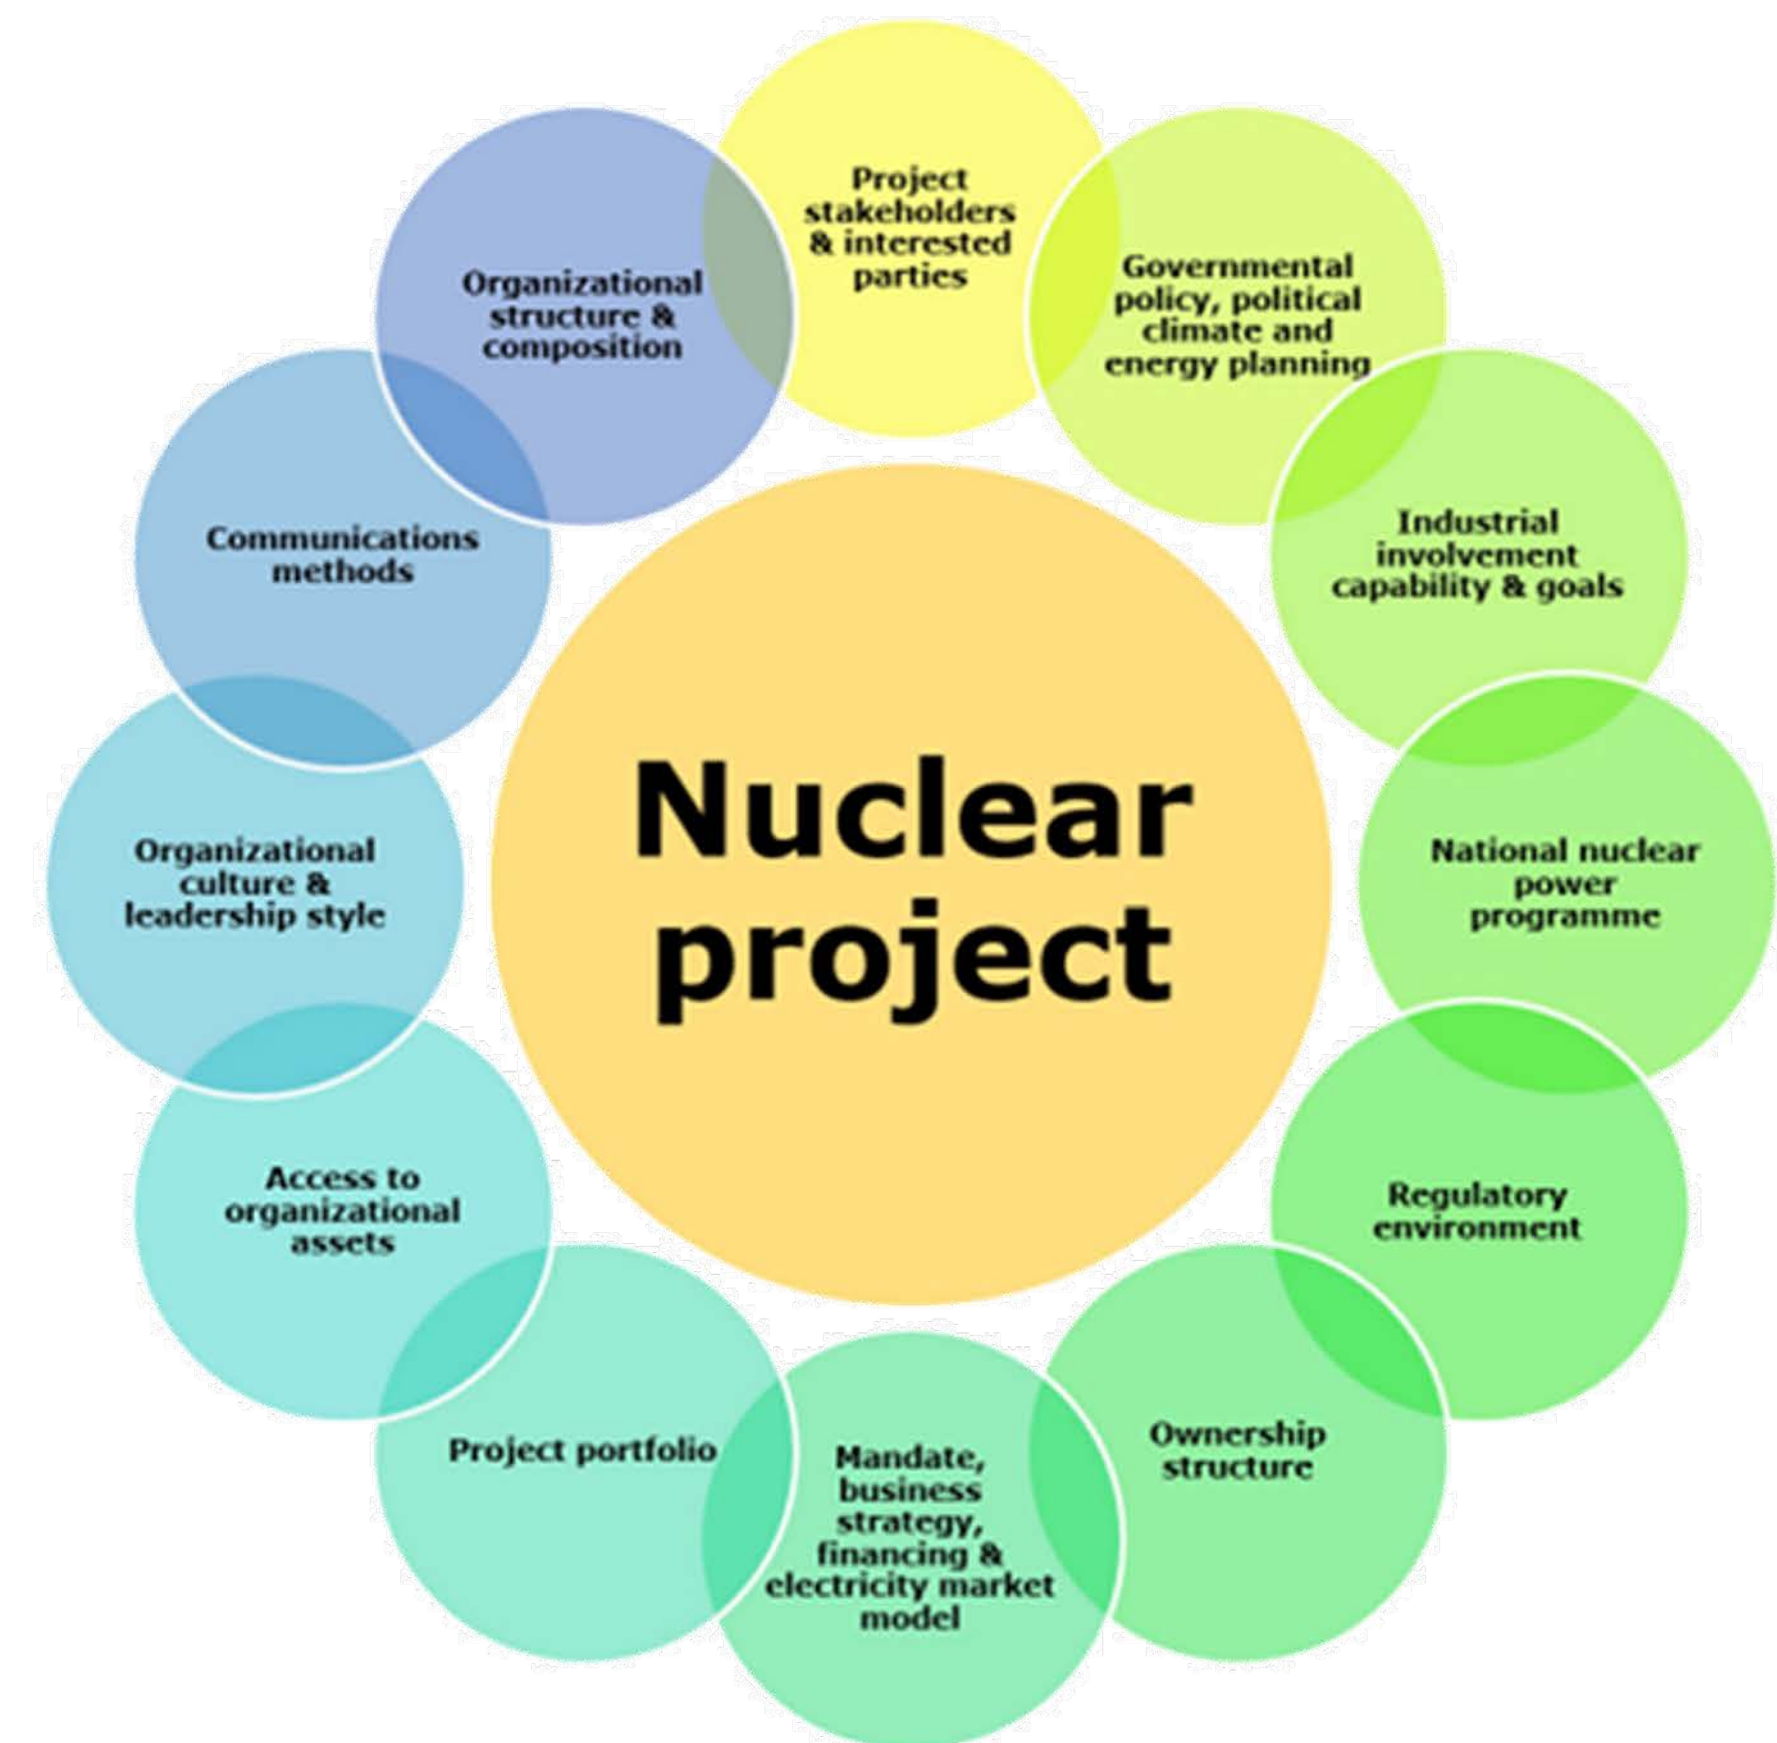 Project
stakeholders
& interested
parties
Governmental
policy, political
climate and
energy planning
Industrial
involvement
capability & goals
National nuclear
power
programme
Regulatory
environment
Ownership
structure
Mandate,
business
strategy,
financing &
electricity market
model
Project portfolio
Access to
organizational
assets
Organizational
culture &
leadership style
Communications
methods
Organizational
structure &
composition
Nuclear
project